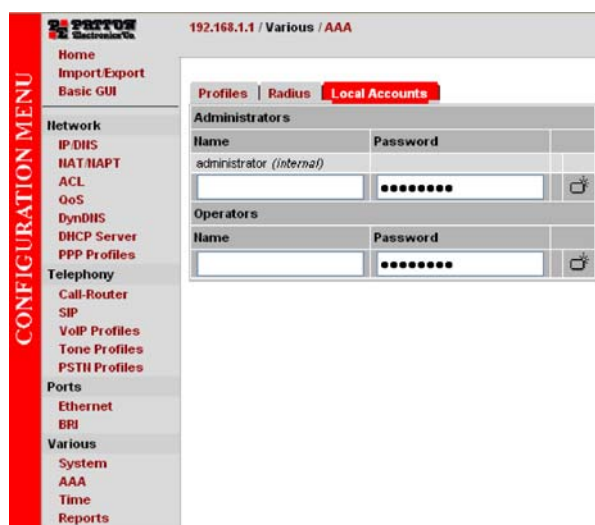 PATTON
Electronics Co.
192.168.1.1 / Various / AAA
CONFIGURATION MENU
Home
Import/Export
Basic GUI
Network
IP/DNS
NAT/NAPT
ACL
QoS
DynDNS
DHCP Server
PPP Profiles
Telephony
Call-Router
SIP
VoIP Profiles
Tone Profiles
PSTN Profiles
Ports
Ethernet
BRI
Various
System
AAA
Time
Reports
Profiles | Radius | Local Accounts
Administrators
Name Password
administrator (internal)
●●●●●●●●
Operators
Name Password
●●●●●●●●